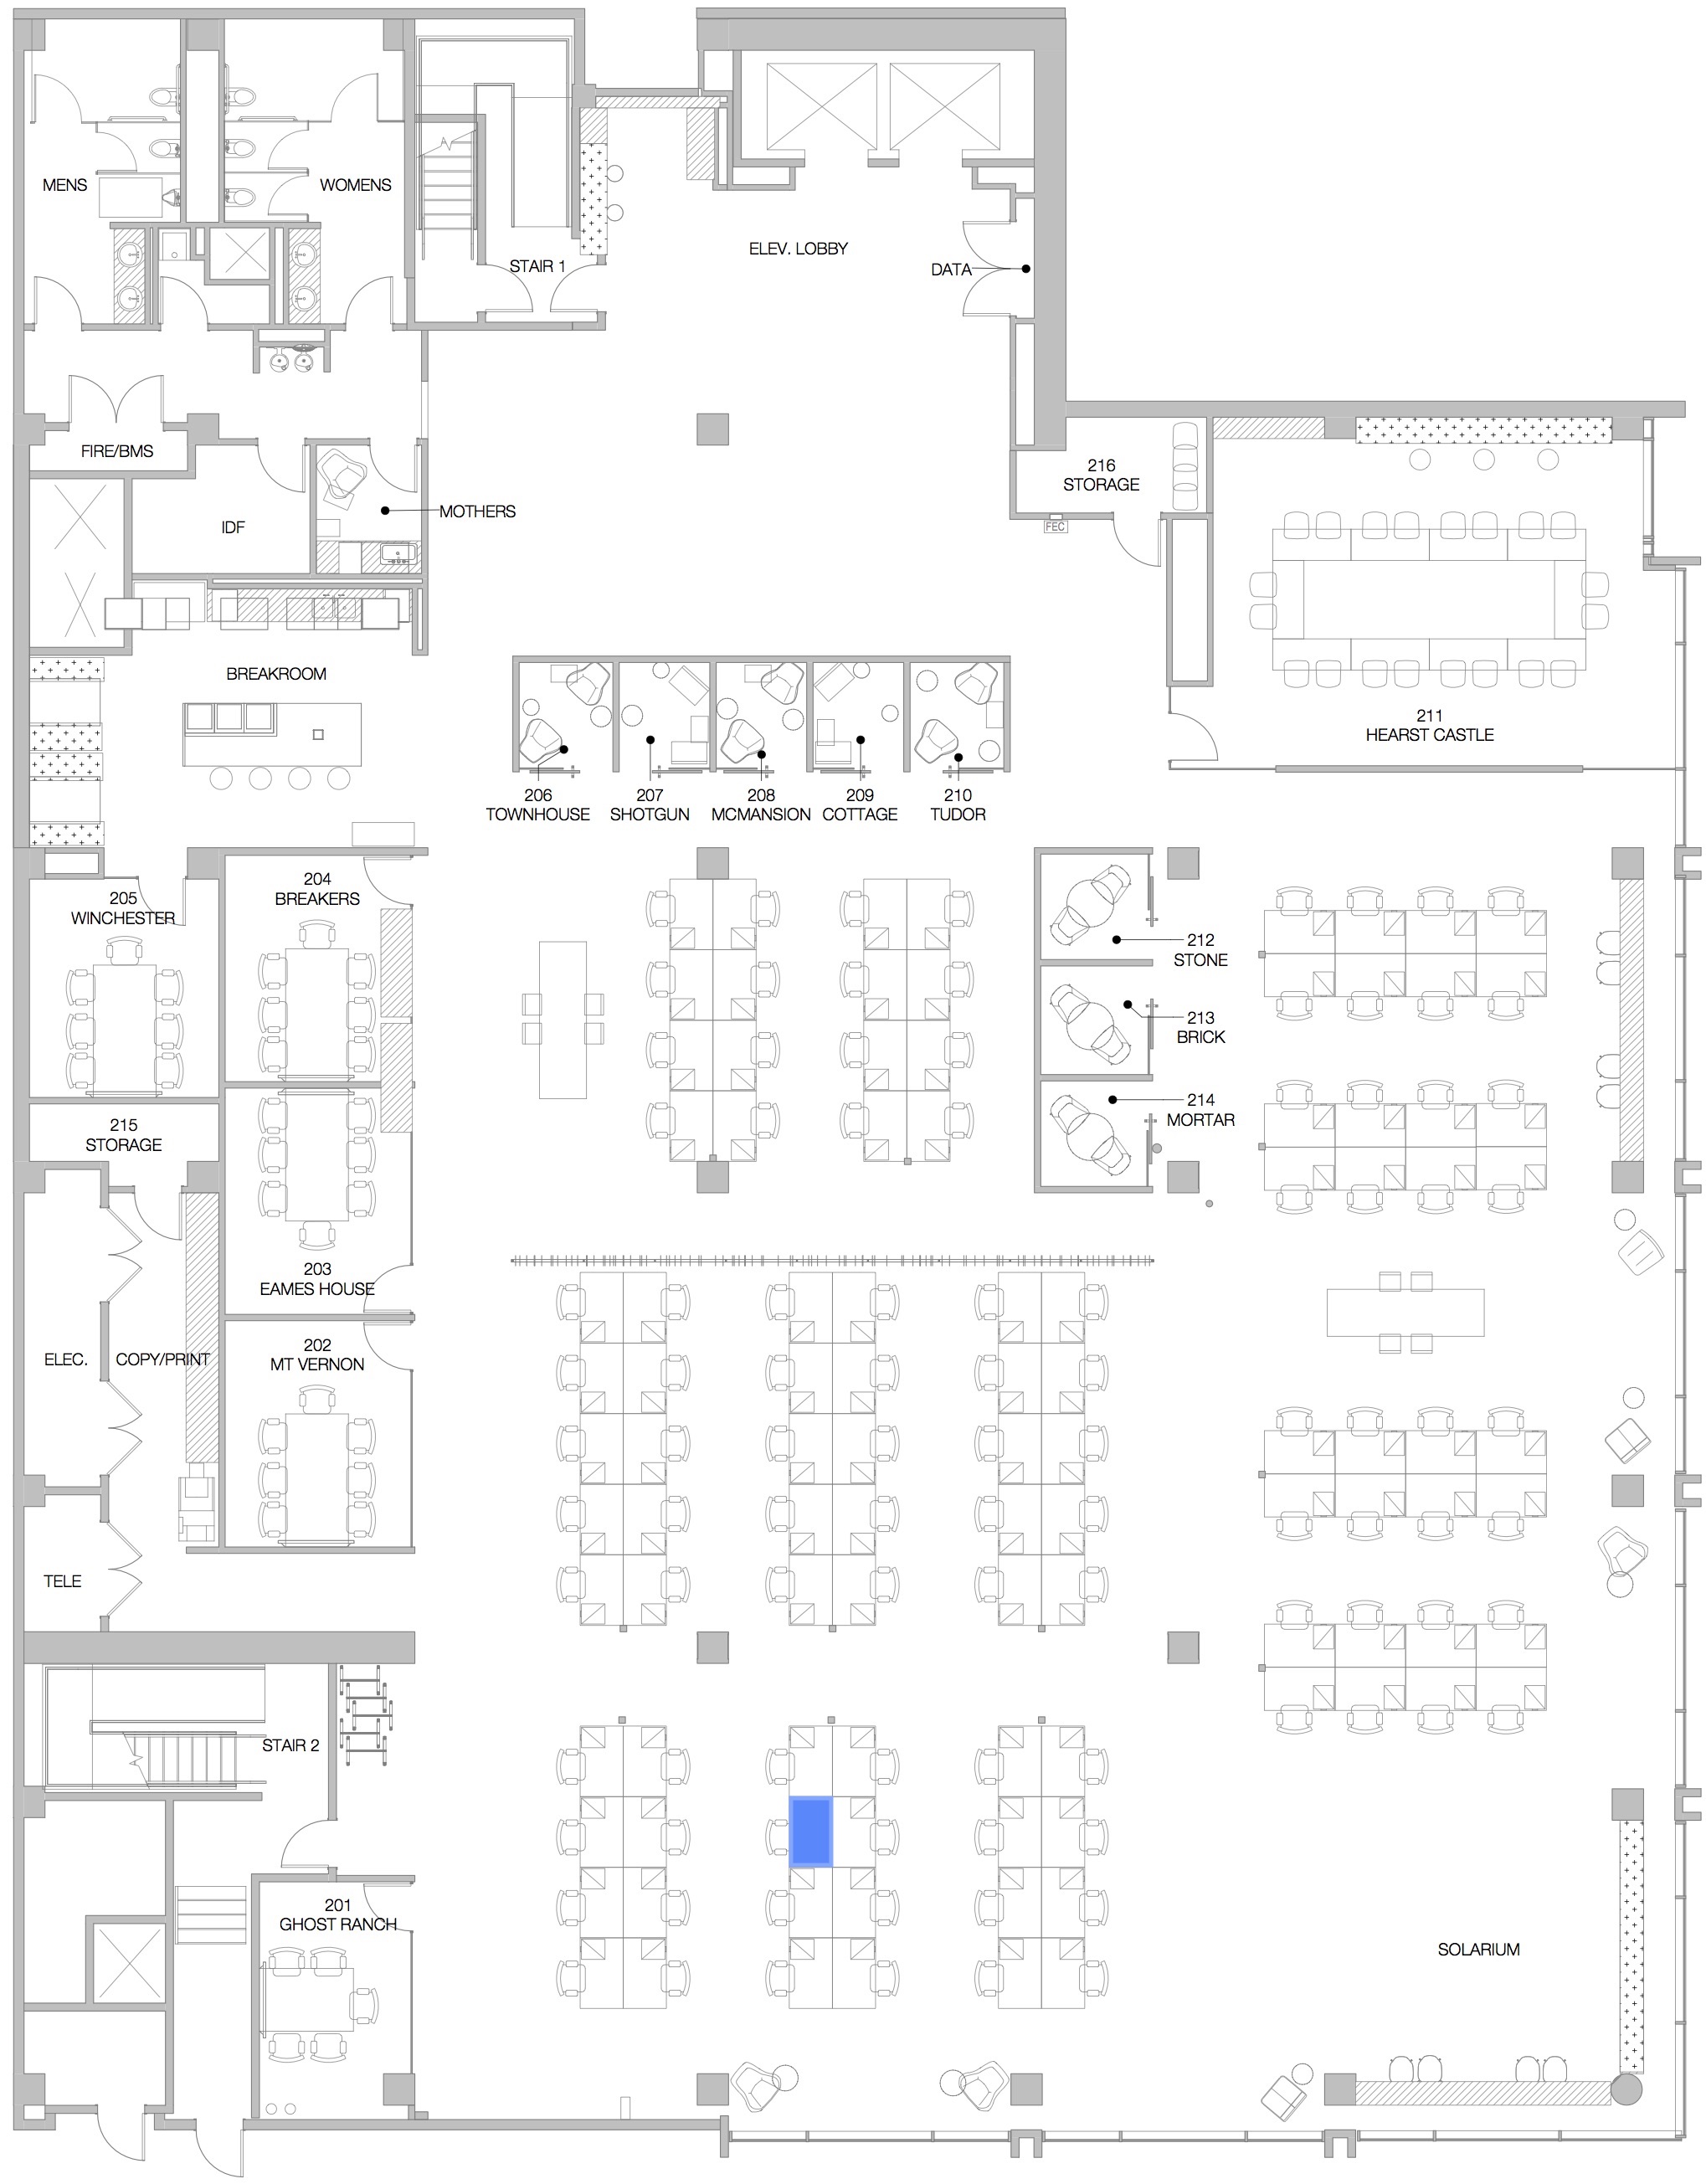 MENS
WOMENS
STAIR 1
ELEV. LOBBY
DATA
FIRE/BMS
IDF
MOTHERS
216
STORAGE
FEC
BREAKROOM
211
HEARST CASTLE
206
TOWNHOUSE
207
SHOTGUN
208
MCMANSION
209
COTTAGE
210
TUDOR
205
WINCHESTER
204
BREAKERS
212
STONE
213
BRICK
214
MORTAR
215
STORAGE
203
EAMES HOUSE
202
MT VERNON
ELEC.
COPY/PRINT
TELE
STAIR 2
201
GHOST RANCH
SOLARIUM